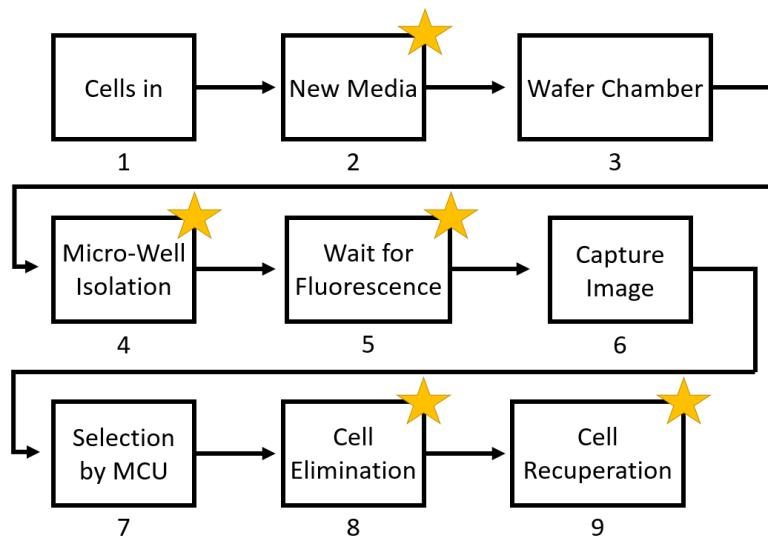 Cells in
New Media
Wafer Chamber
1
2
3
Micro-Well
Isolation
Wait for
Fluorescence
Capture
Image
4
5
6
Selection
by MCU
Cell
Elimination
Cell
Recuperation
7
8
9